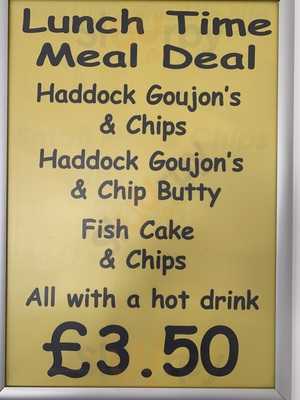 Lunch Time
Meal Deal
Haddock Goujon's
& Chips
Haddock Goujon's
& Chip Butty
Fish Cake
& Chips
All with a hot drink
£3.50